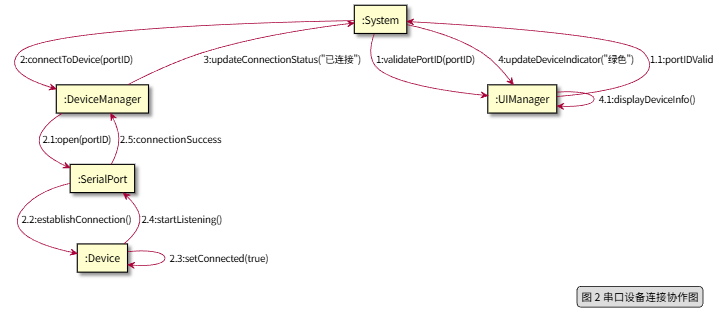 :System
2:connectToDevice(portID)
3:updateConnectionStatus("已连接")
1:validatePortID(portID)
4:updateDeviceIndicator("绿色")
1.1:portIDValid
:DeviceManager
:UIManager
4.1:displayDeviceInfo()
2.1:open(portID)
2.5:connectionSuccess
:SerialPort
2.2:establishConnection()
2.4:startListening()
:Device
2.3:setConnected(true)
图 2 串口设备连接协作图